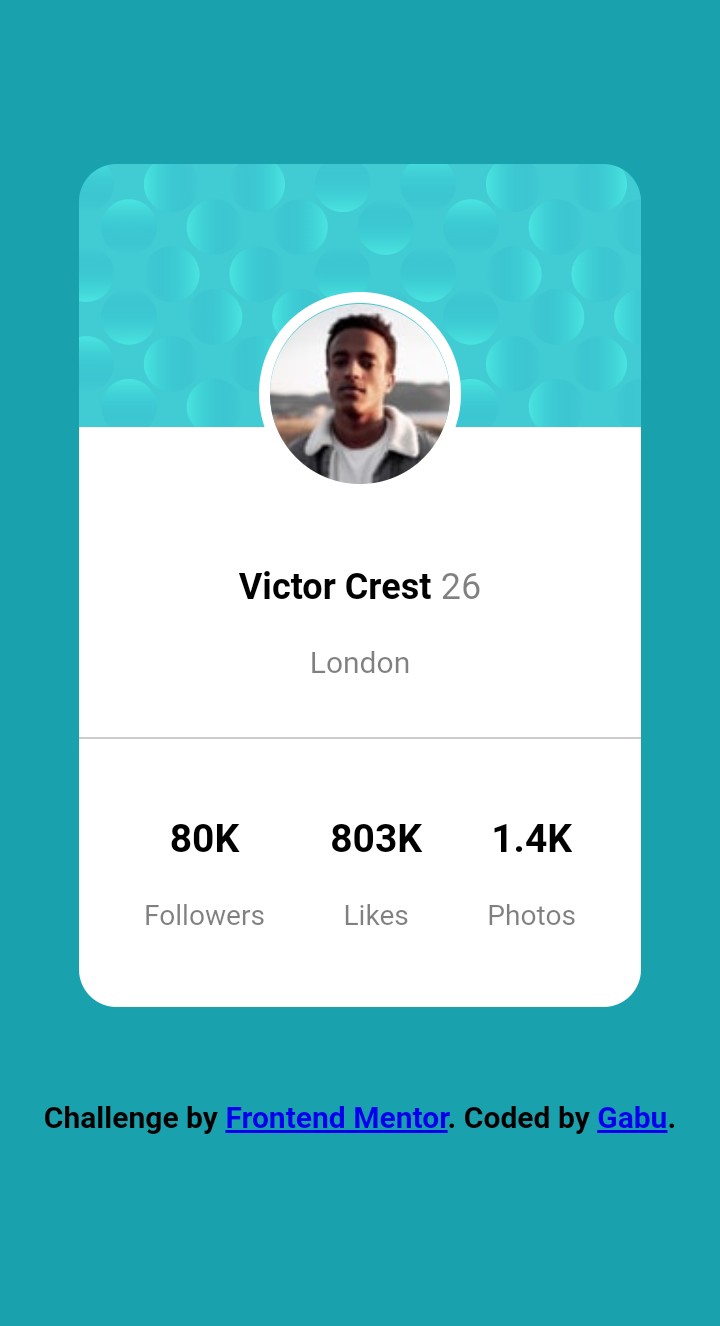 Victor Crest 26
London
80K 803K 1.4K
Followers Likes Photos
Challenge by Frontend Mentor. Coded by Gabu.